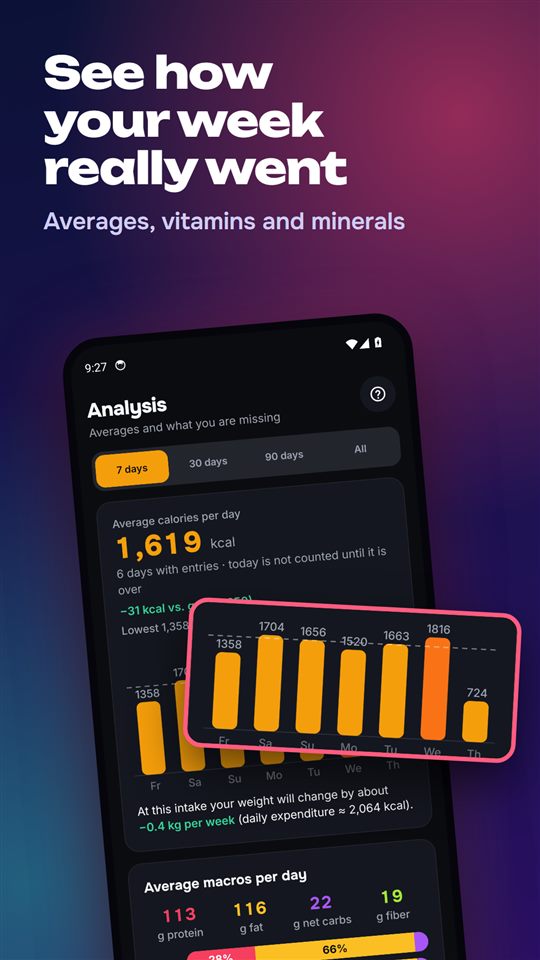 See how
your week
really went
Averages, vitamins and minerals
9:27
Analysis
Averages and what you are missing
7 days
30 days
90 days
All
Average calories per day
1,619 kcal
6 days with entries · today is not counted until it is
over
−31 kcal vs.
Lowest 1,358
1358
1704
1656
1520
1663
1816
724
Fr
Sa
Su
Mo
Tu
We
Th
1358
Fr
Sa
Su
Mo
Tu
We
Th
At this intake your weight will change by about
−0.4 kg per week (daily expenditure ≈ 2,064 kcal).
Average macros per day
113
116
22
19
g protein
g fat
g net carbs
g fiber
28%
66%